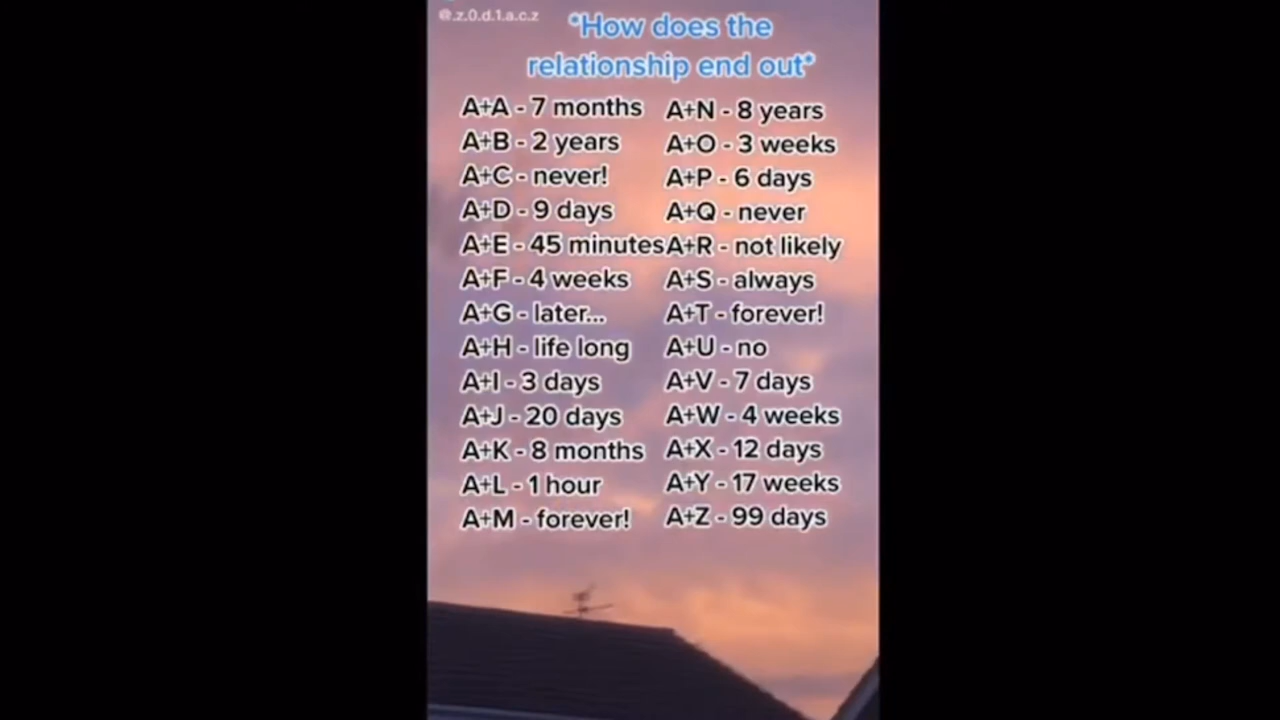 @.z.0.d.1.a.c.z
*How does the
relationship end out*
A+A - 7 months
A+B - 2 years
A+C - never!
A+D - 9 days
A+E - 45 minutes
A+F - 4 weeks
A+G - later...
A+H - life long
A+I - 3 days
A+J - 20 days
A+K - 8 months
A+L - 1 hour
A+M - forever!
A+N - 8 years
A+O - 3 weeks
A+P - 6 days
A+Q - never
A+R - not likely
A+S - always
A+T - forever!
A+U - no
A+V - 7 days
A+W - 4 weeks
A+X - 12 days
A+Y - 17 weeks
A+Z - 99 days